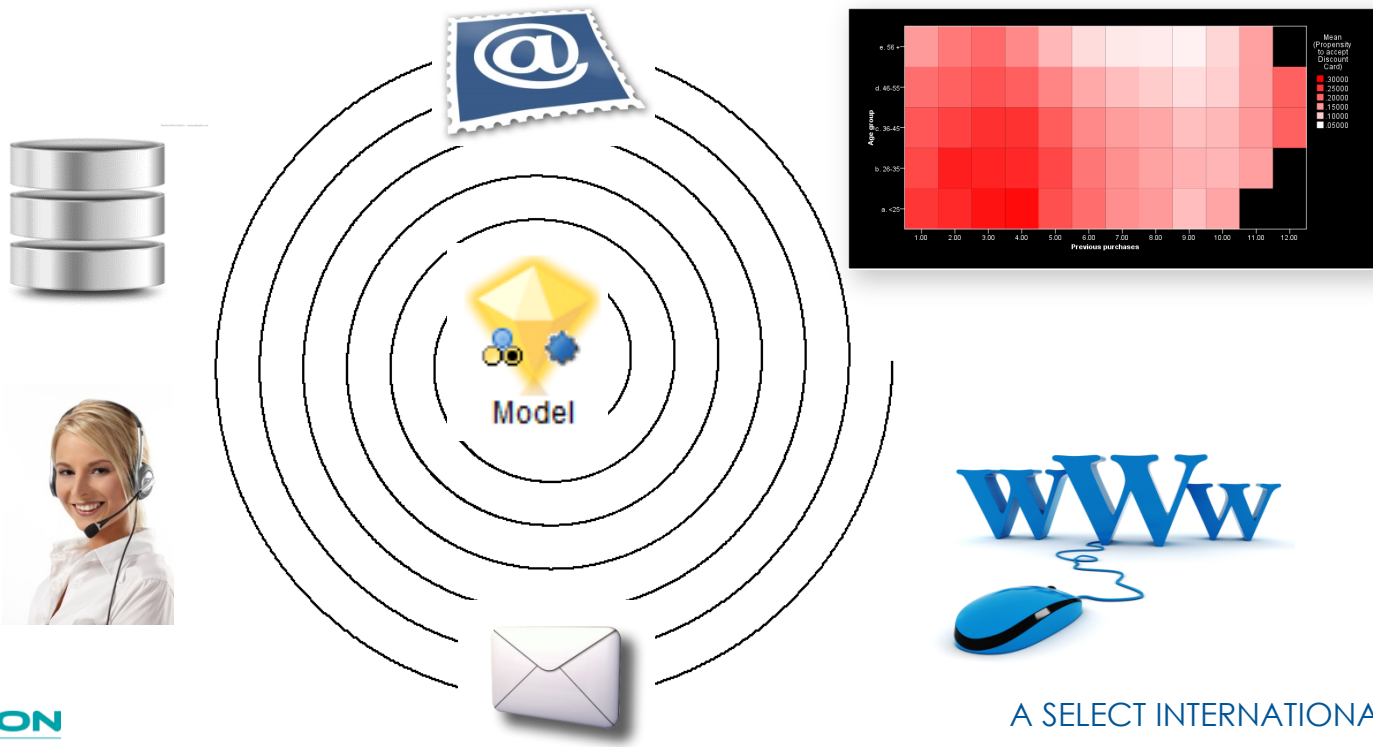 @
Mean
(Propensity
to accept
Discount
Card)
.30000
.25000
.20000
.15000
.10000
.05000
e. 56 +
d. 46-55
c. 36-45
b. 26-35
a. <25
Age group
1.00 2.00 3.00 4.00 5.00 6.00 7.00 8.00 9.00 10.00 11.00 12.00
Previous purchases
Model
wWw
ON
A SELECT INTERNATIONA